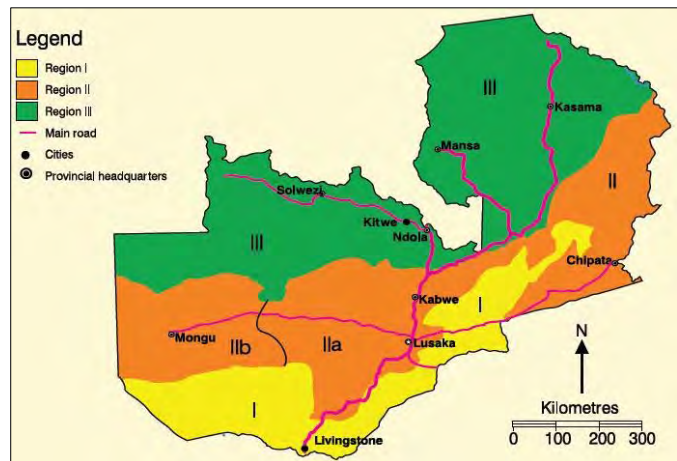 Legend
Region I
Region II
Region III
Main road
Cities
Provincial headquarters
III
Kasama
Mansa
II
Solwezi
Kitwe
Ndola
III
Chipata
I
Kabwe
N
Mongu
IIb
IIa
Lusaka
I
Kilometres
0 100 200 300
Livingstone